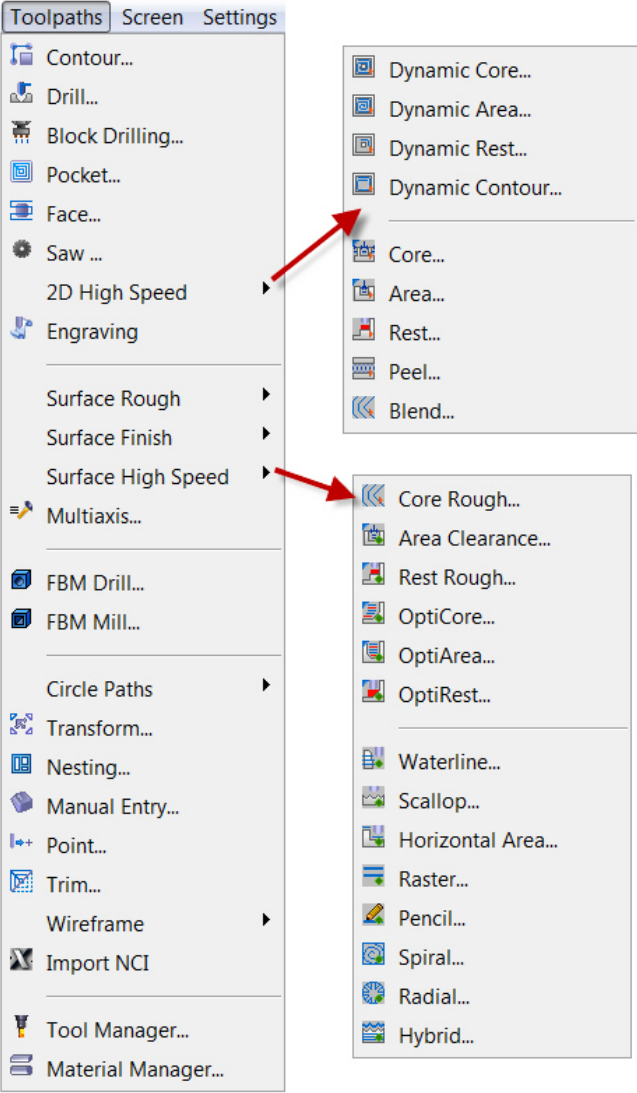 Toolpaths Screen Settings
Contour...
Drill...
Block Drilling...
Pocket...
Face...
Saw ...
2D High Speed
Engraving
Surface Rough
Surface Finish
Surface High Speed
Multiaxis...
FBM Drill...
FBM Mill...
Circle Paths
Transform...
Nesting...
Manual Entry...
Point...
Trim...
Wireframe
Import NCI
Tool Manager...
Material Manager...
Dynamic Core...
Dynamic Area...
Dynamic Rest...
Dynamic Contour...
Core...
Area...
Rest...
Peel...
Blend...
Core Rough...
Area Clearance...
Rest Rough...
OptiCore...
OptiArea...
OptiRest...
Waterline...
Scallop...
Horizontal Area...
Raster...
Pencil...
Spiral...
Radial...
Hybrid...